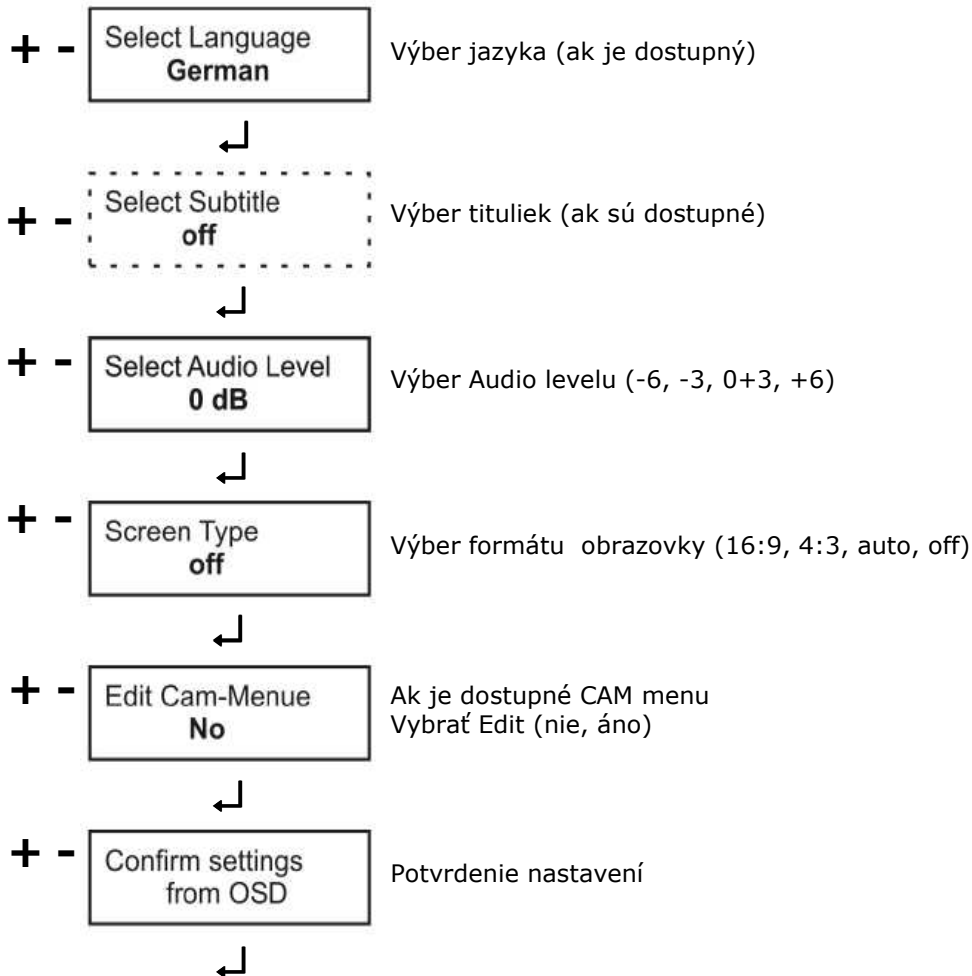 + -
Select Language
German
Výber jazyka (ak je dostupný)
+ -
Select Subtitle
off
Výber tituliek (ak sú dostupné)
+ -
Select Audio Level
0 dB
Výber Audio levelu (-6, -3, 0+3, +6)
+ -
Screen Type
off
Výber formátu  obrazovky (16:9, 4:3, auto, off)
+ -
Edit Cam-Menue
No
Ak je dostupné CAM menu
Vybrať Edit (nie, áno)
+ -
Confirm settings
from OSD
Potvrdenie nastavení